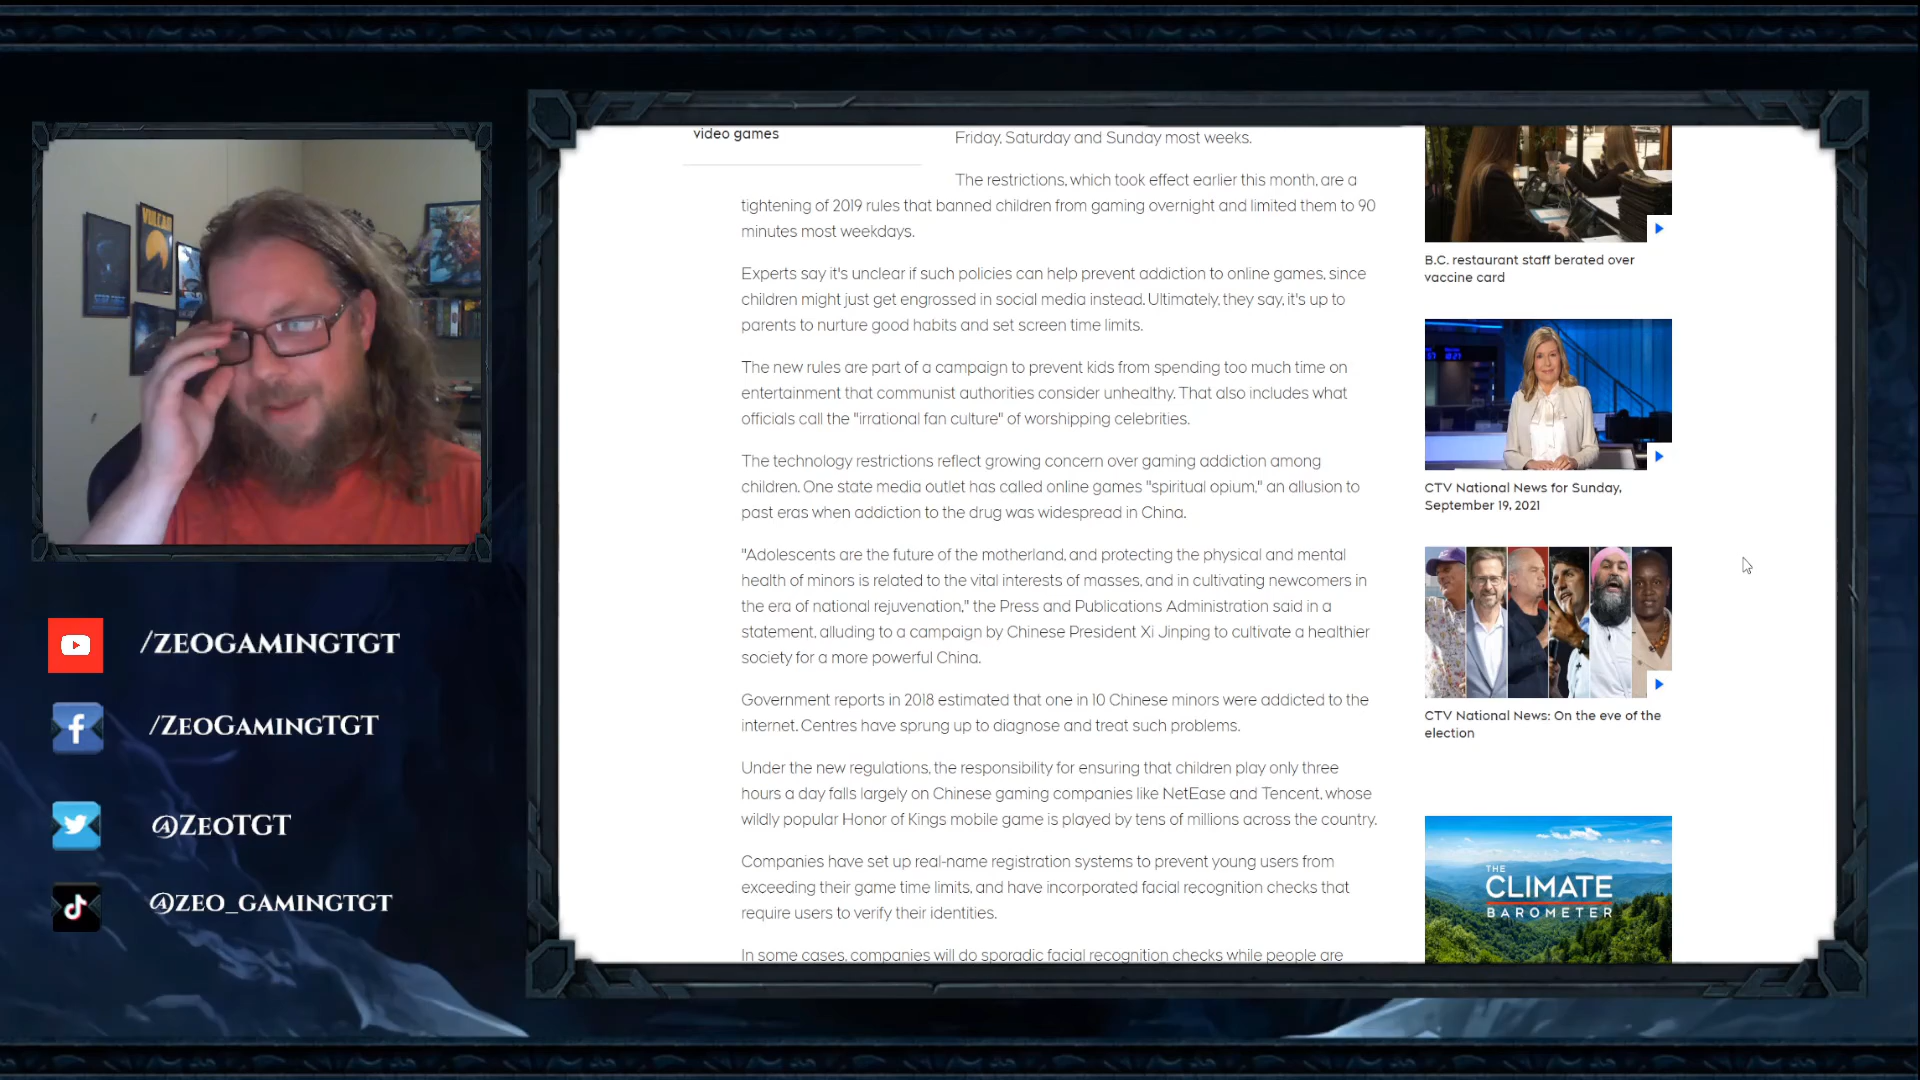 video games
Friday, Saturday and Sunday most weeks.
The restrictions, which took effect earlier this month, are a
tightening of 2019 rules that banned children from gaming overnight and limited them to 90
minutes most weekdays.
Experts say it's unclear if such policies can help prevent addiction to online games, since
children might just get engrossed in social media instead. Ultimately, they say, it's up to
parents to nurture good habits and set screen time limits.
The new rules are part of a campaign to prevent kids from spending too much time on
entertainment that communist authorities consider unhealthy. That also includes what
officials call the "irrational fan culture" of worshipping celebrities.
The technology restrictions reflect growing concern over gaming addiction among
children. One state media outlet has called online games "spiritual opium," an allusion to
past eras when addiction to the drug was widespread in China.
"Adolescents are the future of the motherland, and protecting the physical and mental
health of minors is related to the vital interests of masses, and in cultivating newcomers in
the era of national rejuvenation," the Press and Publications Administration said in a
statement, alluding to a campaign by Chinese President Xi Jinping to cultivate a healthier
society for a more powerful China.
Government reports in 2018 estimated that one in 10 Chinese minors were addicted to the
internet. Centres have sprung up to diagnose and treat such problems.
Under the new regulations, the responsibility for ensuring that children play only three
hours a day falls largely on Chinese gaming companies like NetEase and Tencent, whose
wildly popular Honor of Kings mobile game is played by tens of millions across the country.
Companies have set up real-name registration systems to prevent young users from
exceeding their game time limits, and have incorporated facial recognition checks that
require users to verify their identities.
In some cases, companies will do sporadic facial recognition checks while people are
B.C. restaurant staff berated over
vaccine card
CTV National News for Sunday,
September 19, 2021
CTV National News: On the eve of the
election
THE
CLIMATE
BAROMETER
/ZEOGAMINGTGT
/ZEOGAMINGTGT
@ZEOTGT
@ZEO_GAMINGTGT